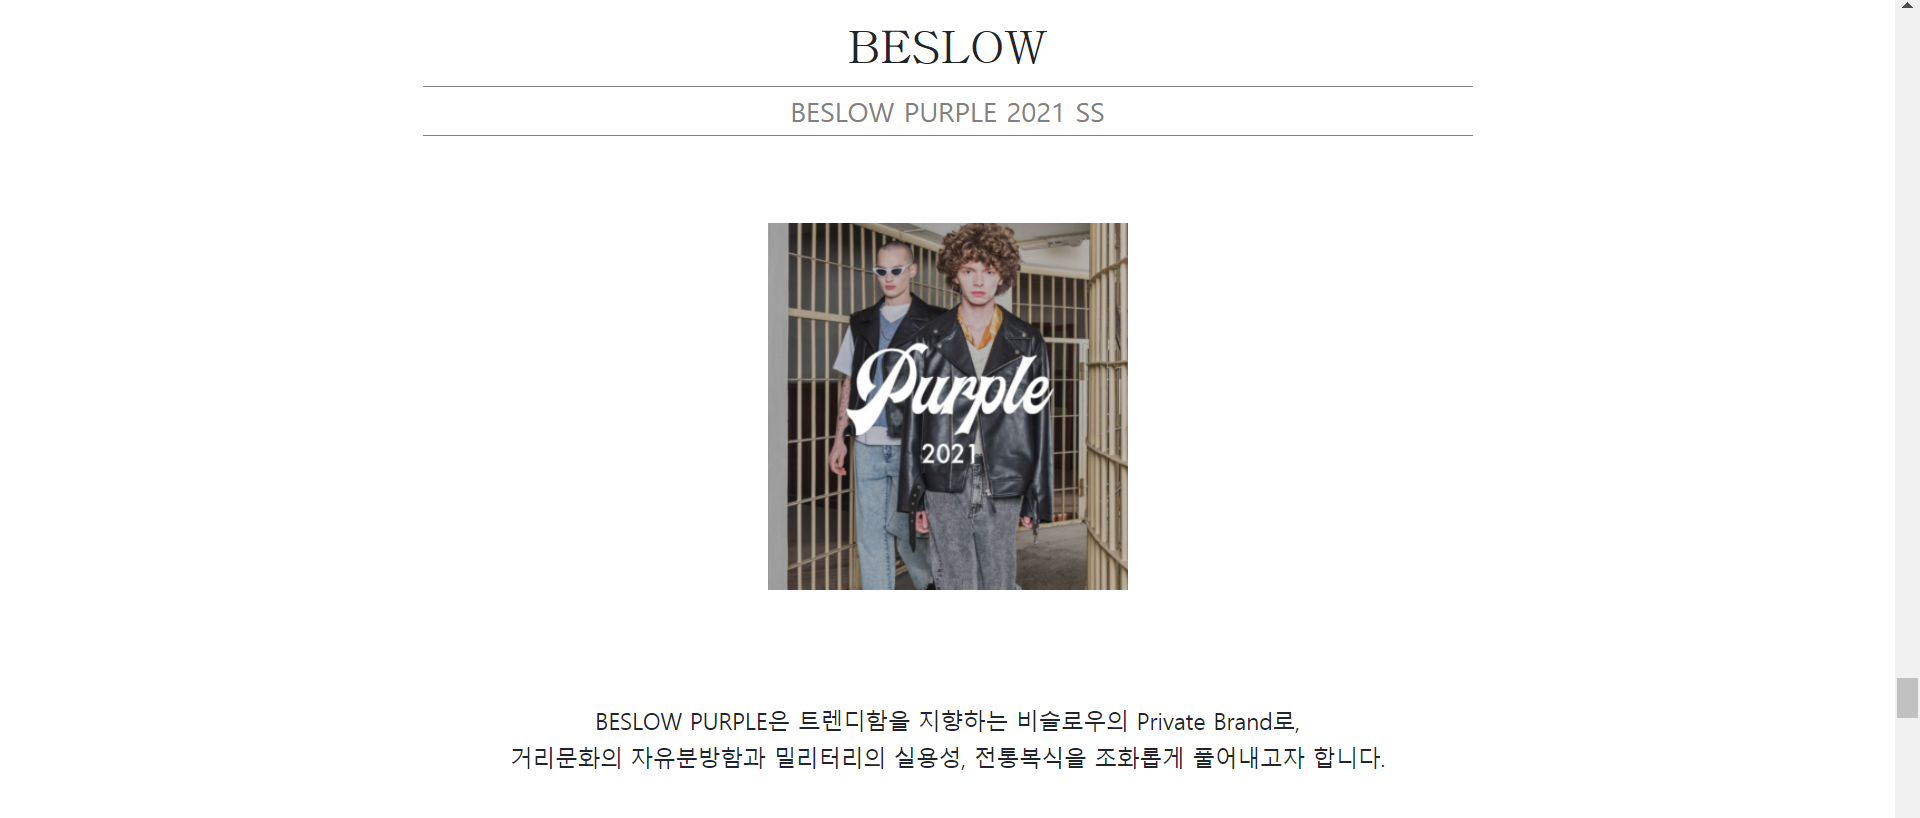 BESLOW
BESLOW PURPLE 2021 SS
Purple
2021
BESLOW PURPLE은 트렌디함을 지향하는 비슬로우의 Private Brand로,
거리문화의 자유분방함과 밀리터리의 실용성, 전통복식을 조화롭게 풀어내고자 합니다.